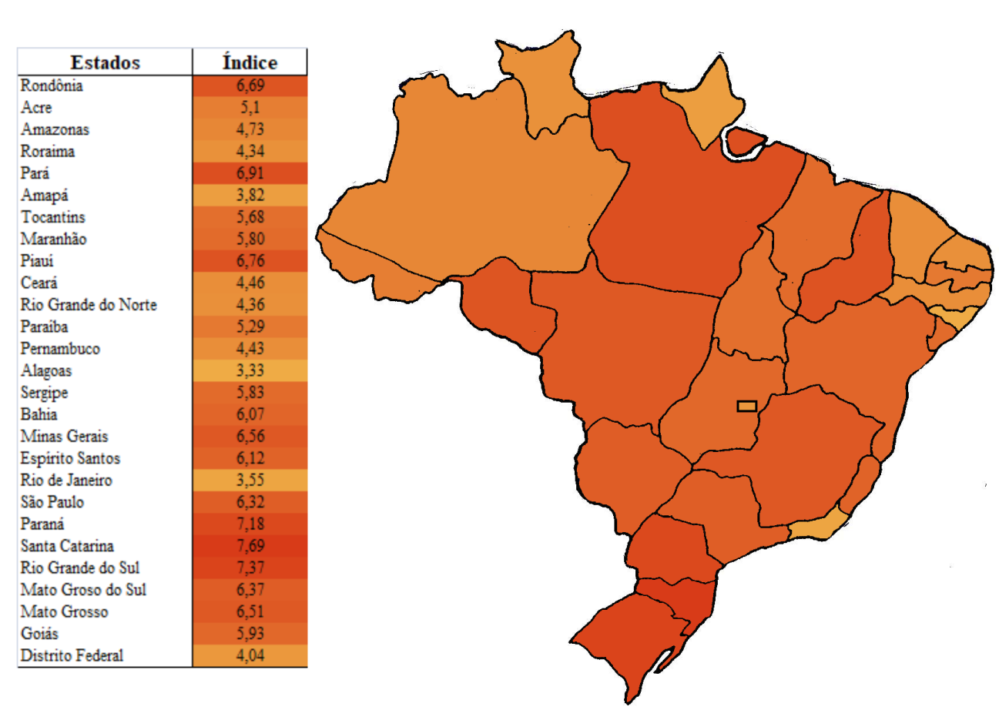 Estados Índice
Rondônia 6,69
Acre 5,1
Amazonas 4,73
Roraima 4,34
Pará 6,91
Amapá 3,82
Tocantins 5,68
Maranhão 5,80
Piauí 6,76
Ceará 4,46
Rio Grande do Norte 4,36
Paraíba 5,29
Pernambuco 4,43
Alagoas 3,33
Sergipe 5,83
Bahia 6,07
Minas Gerais 6,56
Espírito Santos 6,12
Rio de Janeiro 3,55
São Paulo 6,32
Paraná 7,18
Santa Catarina 7,69
Rio Grande do Sul 7,37
Mato Groso do Sul 6,37
Mato Grosso 6,51
Goiás 5,93
Distrito Federal 4,04